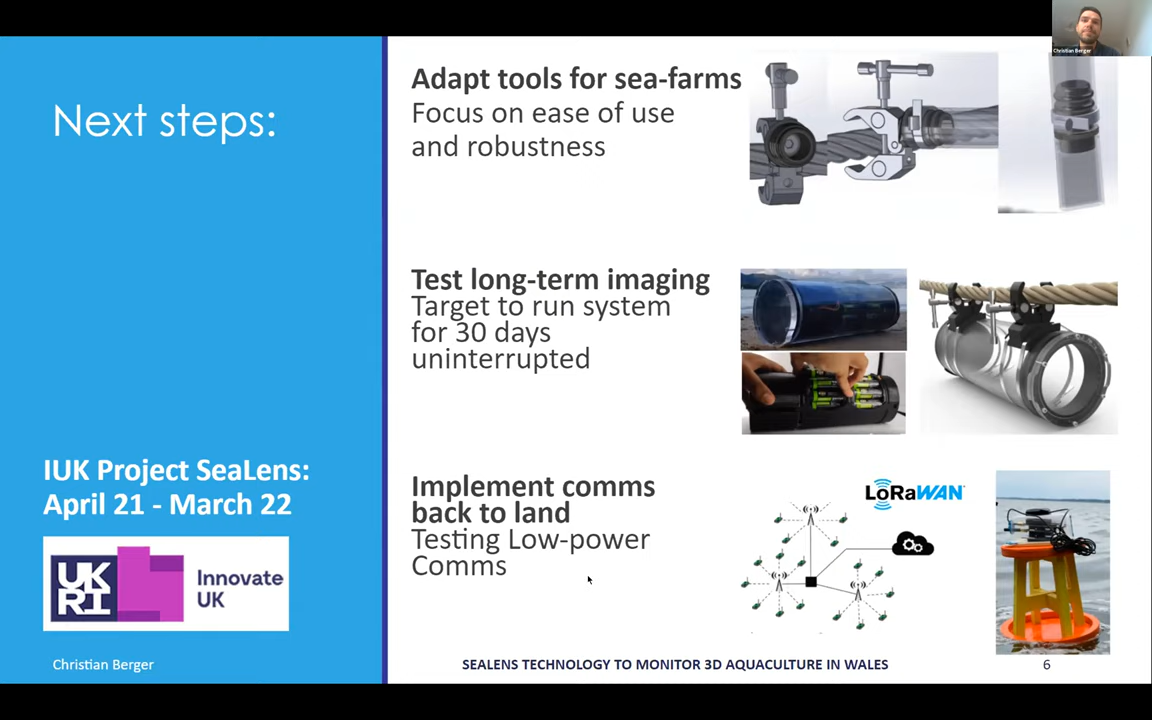 Christian Berger
Next steps:
Adapt tools for sea-farms
Focus on ease of use
and robustness
Test long-term imaging
Target to run system
for 30 days
uninterrupted
IUK Project SeaLens:
April 21 - March 22
Implement comms
back to land
Testing Low-power
Comms
LoRaWAN
UK
RI
Innovate
UK
Christian Berger
SEALENS TECHNOLOGY TO MONITOR 3D AQUACULTURE IN WALES
6